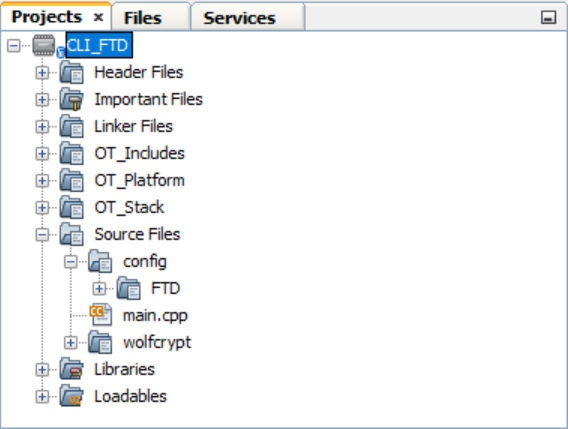 Projects × Files Services
CLI_FTD
Header Files
Important Files
Linker Files
OT_Includes
OT_Platform
OT_Stack
Source Files
config
FTD
main.cpp
wolfcrypt
Libraries
Loadables